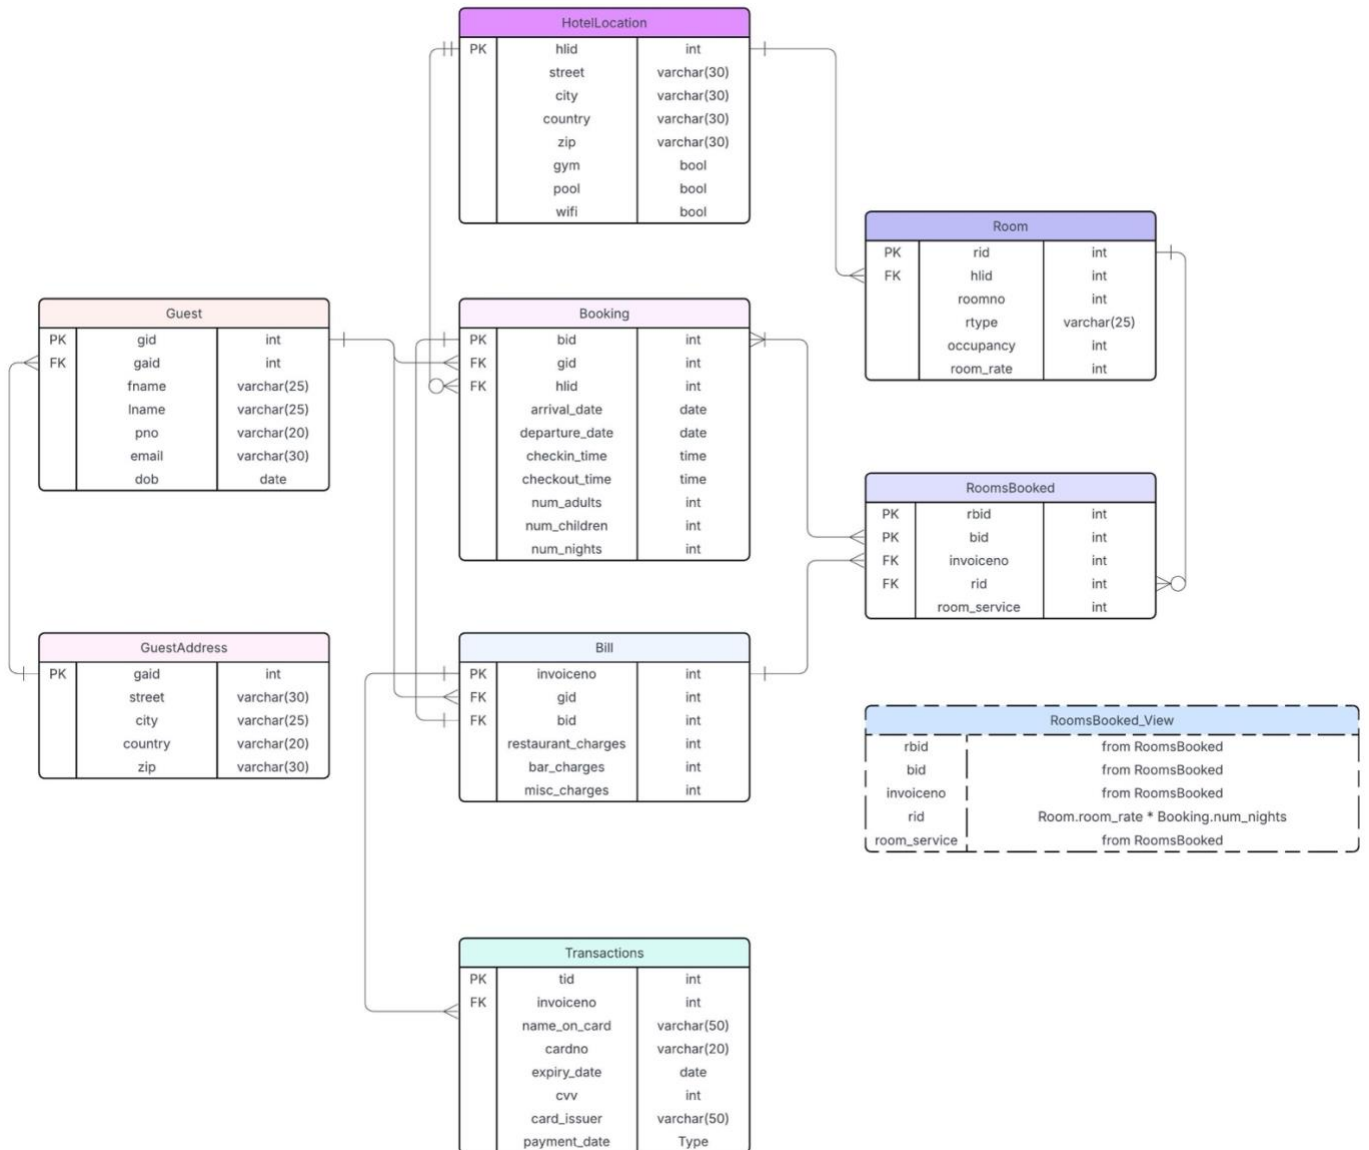 HotelLocation
PK hlid int
street varchar(30)
city varchar(30)
country varchar(30)
zip varchar(30)
gym bool
pool bool
wifi bool
Room
PK rid int
FK hlid int
roomno int
rtype varchar(25)
occupancy int
room_rate int
Guest
PK gid int
FK gaid int
fname varchar(25)
lname varchar(25)
pno varchar(20)
email varchar(30)
dob date
Booking
PK bid int
FK gid int
FK hlid int
arrival_date date
departure_date date
checkin_time time
checkout_time time
num_adults int
num_children int
num_nights int
RoomsBooked
PK rbid int
PK bid int
FK invoiceno int
FK rid int
room_service int
GuestAddress
PK gaid int
street varchar(30)
city varchar(25)
country varchar(20)
zip varchar(30)
Bill
PK invoiceno int
FK gid int
FK bid int
restaurant_charges int
bar_charges int
misc_charges int
RoomsBooked_View
rbid from RoomsBooked
bid from RoomsBooked
invoiceno from RoomsBooked
rid Room.room_rate * Booking.num_nights
room_service from RoomsBooked
Transactions
PK tid int
FK invoiceno int
name_on_card varchar(50)
cardno varchar(20)
expiry_date date
cvv int
card_issuer varchar(50)
payment_date Type